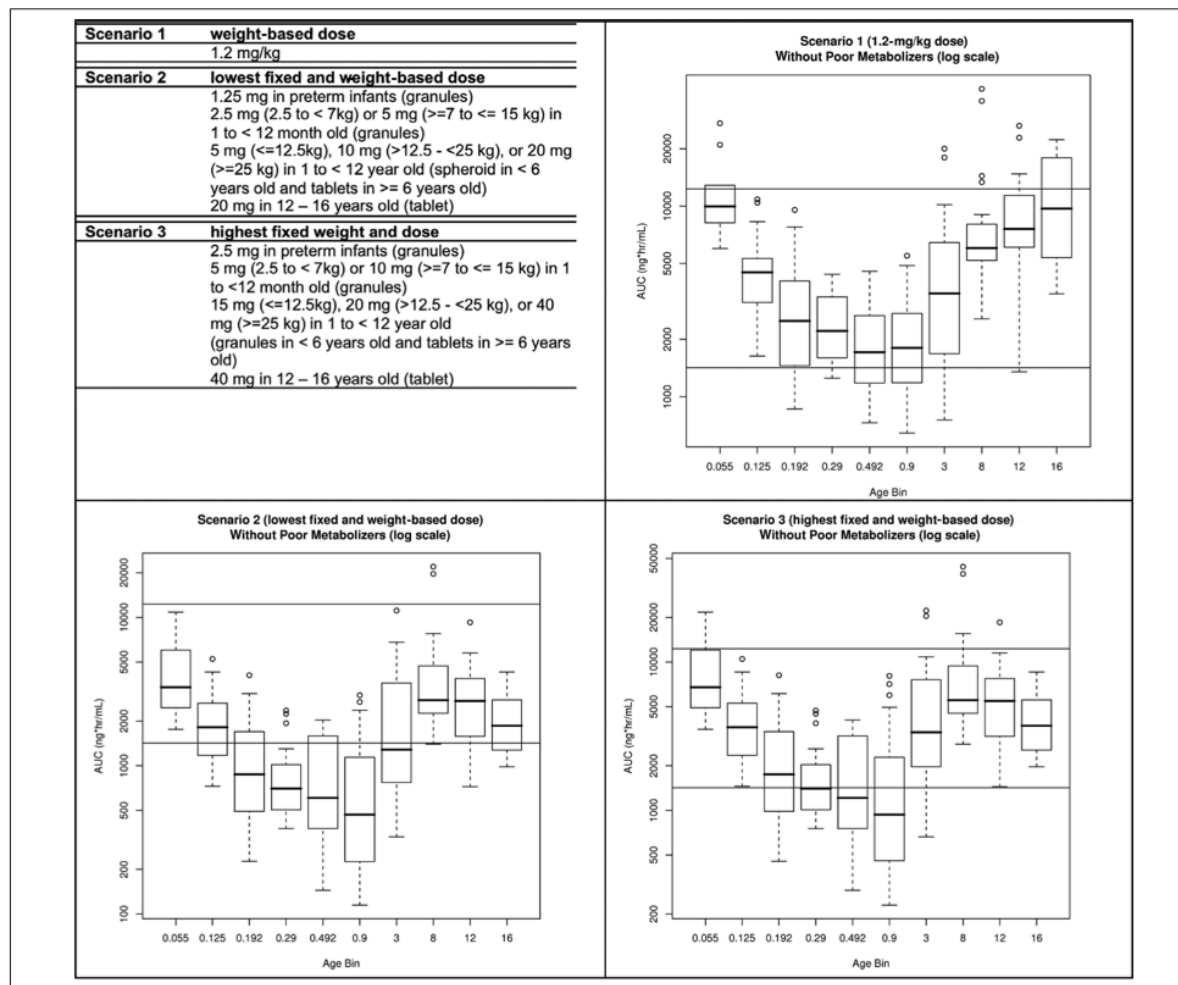 Scenario 1 weight-based dose
1.2 mg/kg
Scenario 2 lowest fixed and weight-based dose
1.25 mg in preterm infants (granules)
2.5 mg (2.5 to < 7kg) or 5 mg (>=7 to <= 15 kg) in
1 to < 12 month old (granules)
5 mg (<=12.5kg), 10 mg (>12.5 - <25 kg), or 20 mg
(>=25 kg) in 1 to < 12 year old (spheroid in < 6
years old and tablets in >= 6 years old)
20 mg in 12 – 16 years old (tablet)
Scenario 3 highest fixed weight and dose
2.5 mg in preterm infants (granules)
5 mg (2.5 to < 7kg) or 10 mg (>=7 to <= 15 kg) in 1
to <12 month old (granules)
15 mg (<=12.5kg), 20 mg (>12.5 - <25 kg), or 40
mg (>=25 kg) in 1 to < 12 year old
(granules in < 6 years old and tablets in >= 6 years
old)
40 mg in 12 – 16 years old (tablet)
Scenario 1 (1.2-mg/kg dose)
Without Poor Metabolizers (log scale)
AUC (ng*hr/mL)
20000
10000
5000
2000
1000
0.055 0.125 0.192 0.29 0.492 0.9 3 8 12 16
Age Bin
Scenario 2 (lowest fixed and weight-based dose)
Without Poor Metabolizers (log scale)
AUC (ng*hr/mL)
20000
10000
5000
2000
1000
500
200
100
0.055 0.125 0.192 0.29 0.492 0.9 3 8 12 16
Age Bin
Scenario 3 (highest fixed and weight-based dose)
Without Poor Metabolizers (log scale)
AUC (ng*hr/mL)
50000
20000
10000
5000
2000
1000
500
200
0.055 0.125 0.192 0.29 0.492 0.9 3 8 12 16
Age Bin